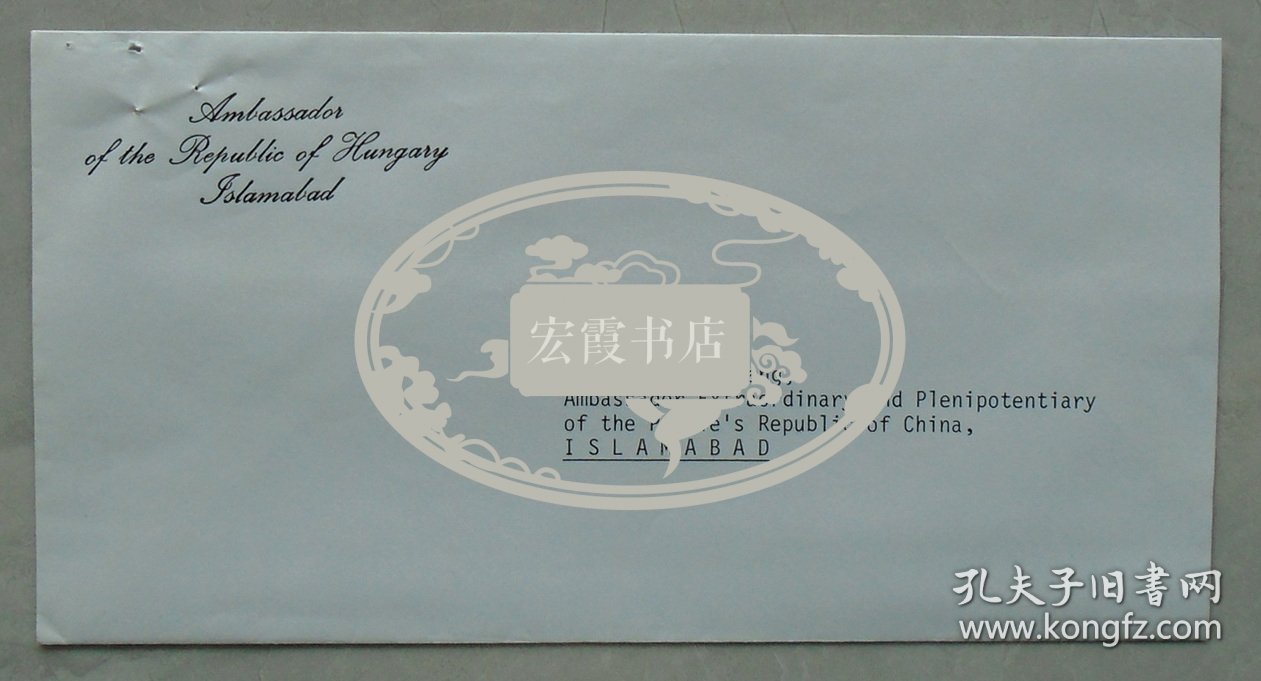 Ambassador
of the Republic of Hungary
Islamabad
宏霞书店
Ambassador Extraordinary and Plenipotentiary
of the People's Republic of China,
ISLAMABAD
孔夫子旧书网
www.kongfz.com